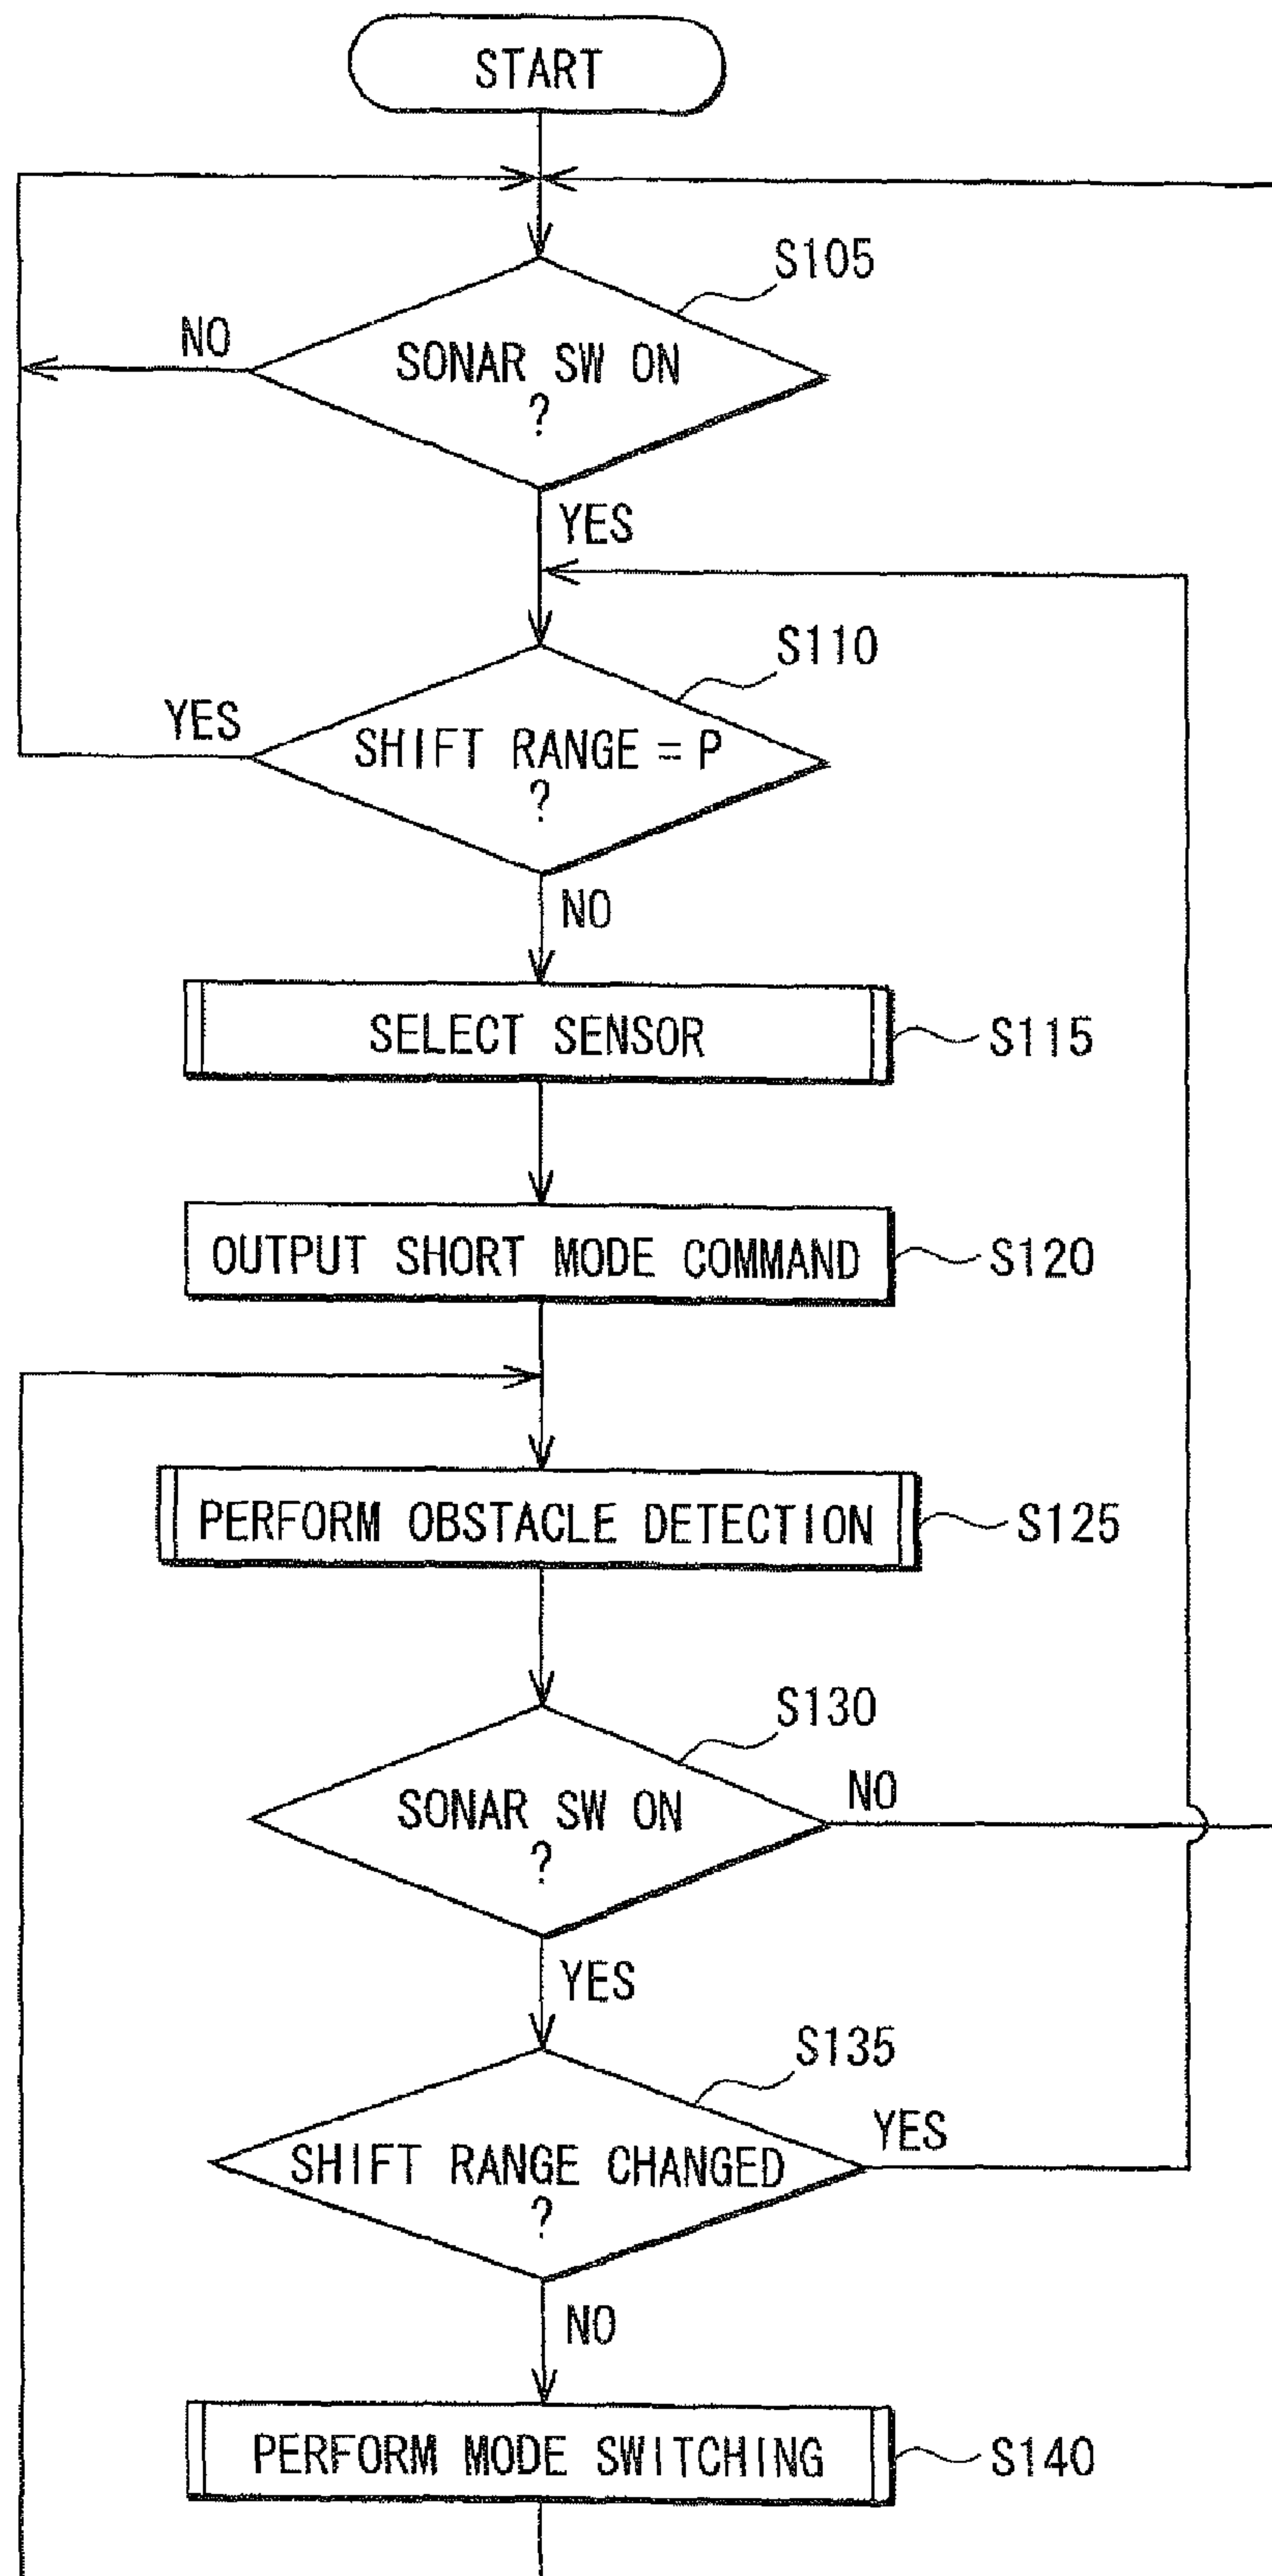 START
S105
NO
SONAR SW ON
?
YES
S110
YES
SHIFT RANGE = P
?
NO
SELECT SENSOR
S115
OUTPUT SHORT MODE COMMAND
S120
PERFORM OBSTACLE DETECTION
S125
S130
NO
SONAR SW ON
?
YES
S135
YES
SHIFT RANGE CHANGED
?
NO
PERFORM MODE SWITCHING
S140